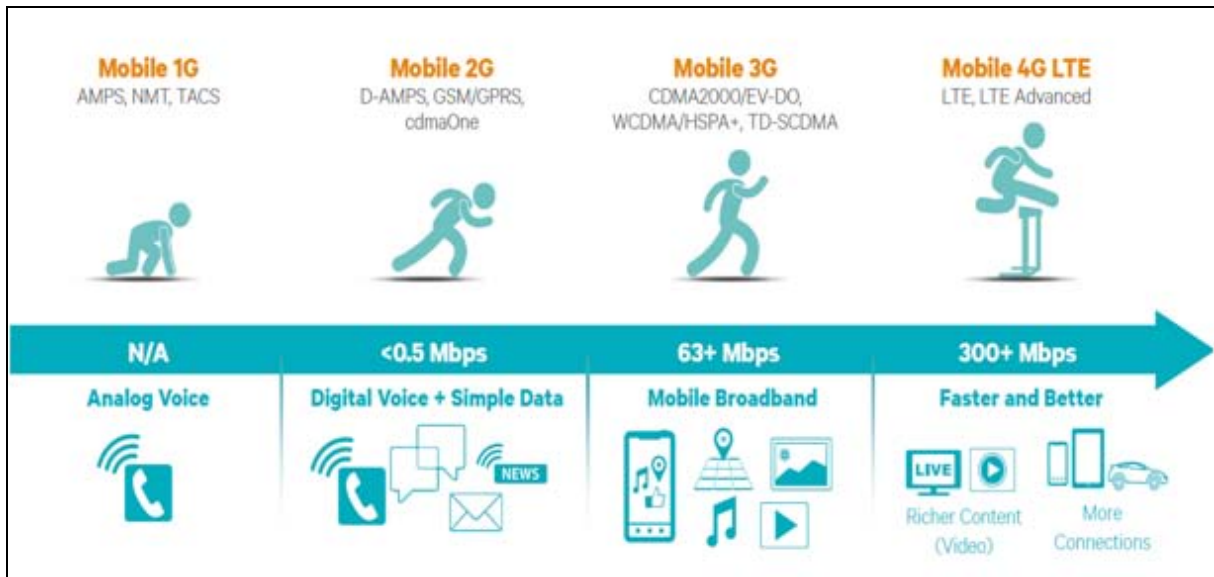 Mobile 1G
AMPS, NMT, TACS
Mobile 2G
D-AMPS, GSM/GPRS,
cdmaOne
Mobile 3G
CDMA2000/EV-DO,
WCDMA/HSPA+, TD-SCDMA
Mobile 4G LTE
LTE, LTE Advanced
N/A
<0.5 Mbps
63+ Mbps
300+ Mbps
Analog Voice
Digital Voice + Simple Data
NEWS
Mobile Broadband
Faster and Better
LIVE
Richer Content
(Video)
More
Connections